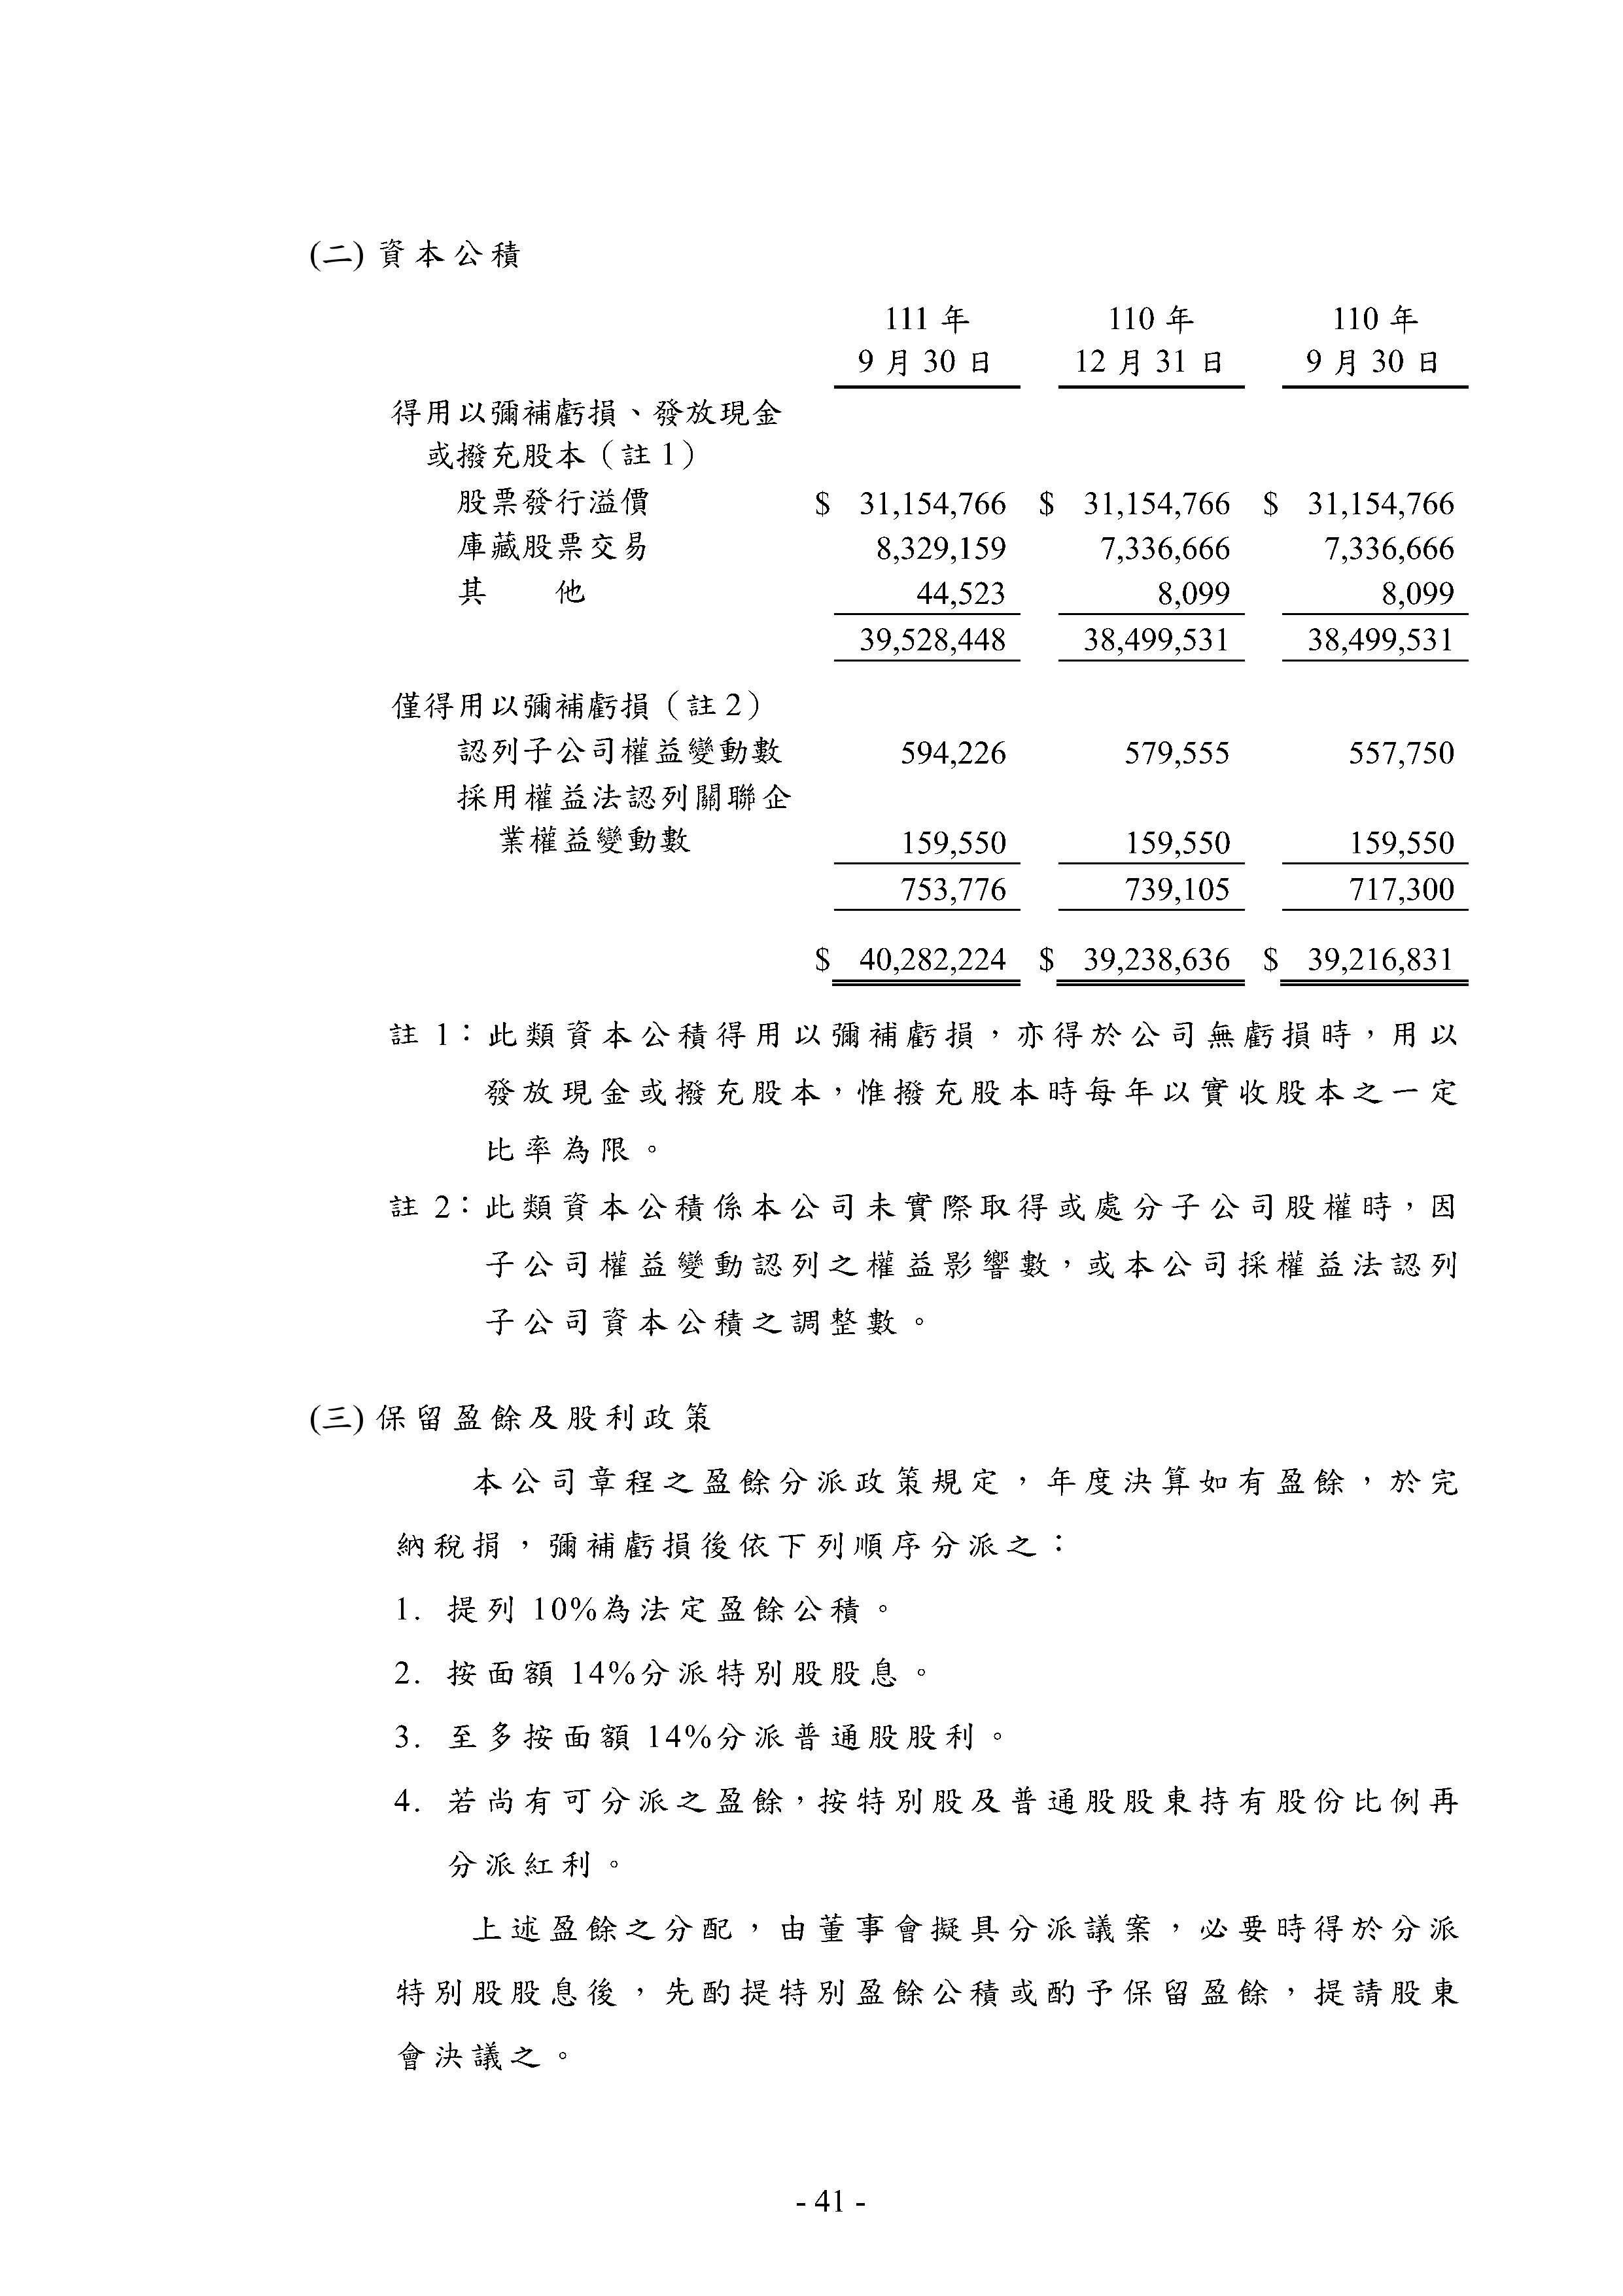 (二) 資本公積
111 年 110 年 110 年
9 月 30 日 12 月 31 日 9 月 30 日
得用以彌補虧損、發放現金
或撥充股本（註 1）
股票發行溢價 $ 31,154,766 $ 31,154,766 $ 31,154,766
庫藏股票交易 8,329,159 7,336,666 7,336,666
其 他 44,523 8,099 8,099
39,528,448 38,499,531 38,499,531
僅得用以彌補虧損（註 2）
認列子公司權益變動數 594,226 579,555 557,750
採用權益法認列關聯企
業權益變動數 159,550 159,550 159,550
753,776 739,105 717,300
$ 40,282,224 $ 39,238,636 $ 39,216,831
註 1：此類資本公積得用以彌補虧損，亦得於公司無虧損時，用以
發放現金或撥充股本，惟撥充股本時每年以實收股本之一定
比率為限。
註 2：此類資本公積係本公司未實際取得或處分子公司股權時，因
子公司權益變動認列之權益影響數，或本公司採權益法認列
子公司資本公積之調整數。
(三) 保留盈餘及股利政策
本公司章程之盈餘分派政策規定，年度決算如有盈餘，於完
納稅捐，彌補虧損後依下列順序分派之：
1. 提列 10%為法定盈餘公積。
2. 按面額 14%分派特別股股息。
3. 至多按面額 14%分派普通股股利。
4. 若尚有可分派之盈餘，按特別股及普通股股東持有股份比例再
分派紅利。
上述盈餘之分配，由董事會擬具分派議案，必要時得於分派
特別股股息後，先酌提特別盈餘公積或酌予保留盈餘，提請股東
會決議之。
- 41 -